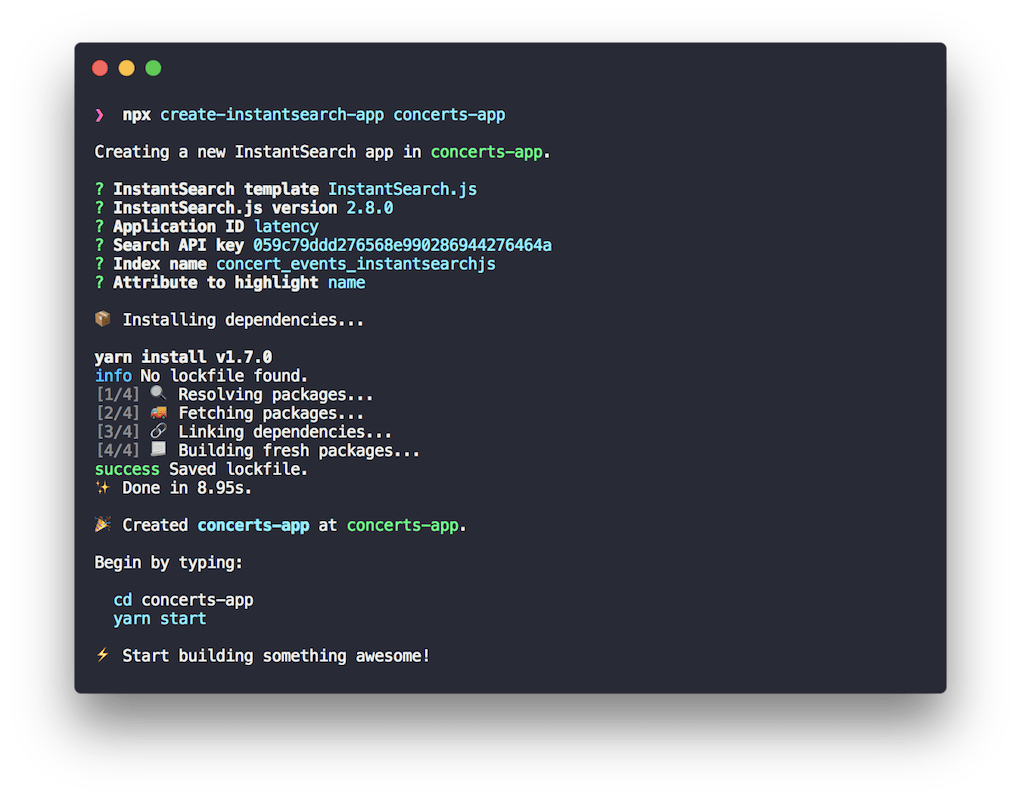 ❯ npx create-instantsearch-app concerts-app
Creating a new InstantSearch app in concerts-app.
? InstantSearch template InstantSearch.js
? InstantSearch.js version 2.8.0
? Application ID latency
? Search API key 059c79ddd276568e990286944276464a
? Index name concert_events_instantsearchjs
? Attribute to highlight name
📦 Installing dependencies...
yarn install v1.7.0
info No lockfile found.
[1/4] 🔍 Resolving packages...
[2/4] 🚚 Fetching packages...
[3/4] 🔗 Linking dependencies...
[4/4] 📃 Building fresh packages...
success Saved lockfile.
✨ Done in 8.95s.
🎉 Created concerts-app at concerts-app.
Begin by typing:
cd concerts-app
yarn start
⚡ Start building something awesome!